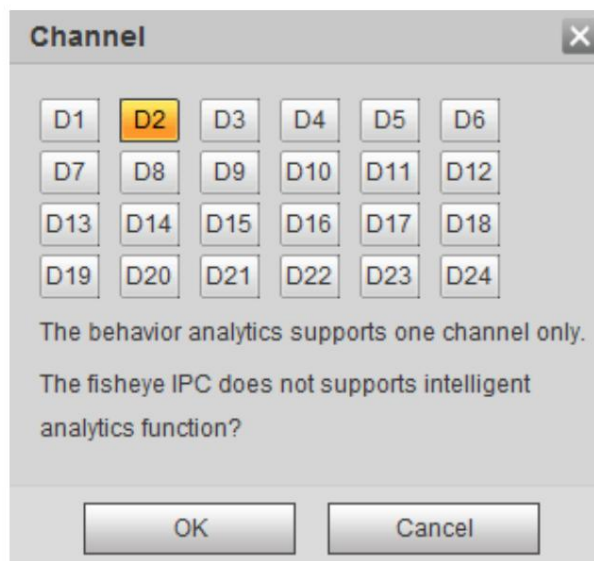 Channel
D1 D2 D3 D4 D5 D6
D7 D8 D9 D10 D11 D12
D13 D14 D15 D16 D17 D18
D19 D20 D21 D22 D23 D24
The behavior analytics supports one channel only.
The fisheye IPC does not supports intelligent
analytics function?
OK Cancel